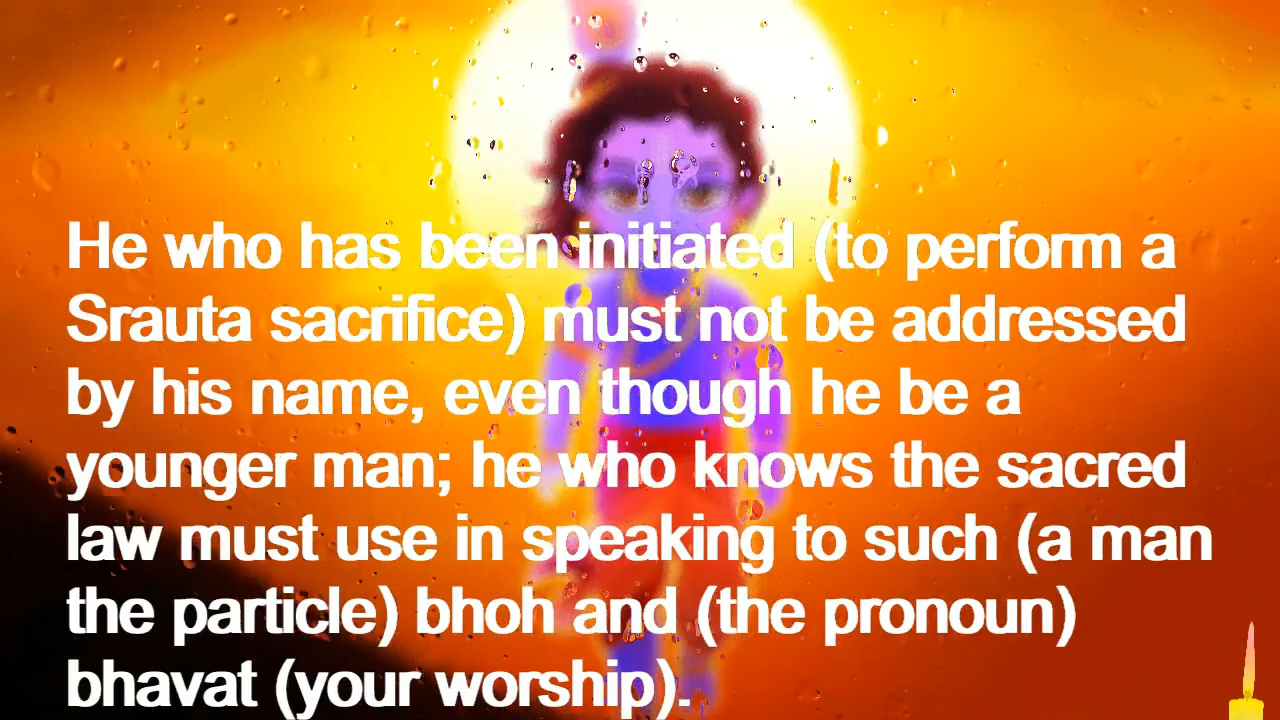 He who has been initiated (to perform a
Srauta sacrifice) must not be addressed
by his name, even though he be a
younger man; he who knows the sacred
law must use in speaking to such (a man
the particle) bhoh and (the pronoun)
bhavat (your worship).